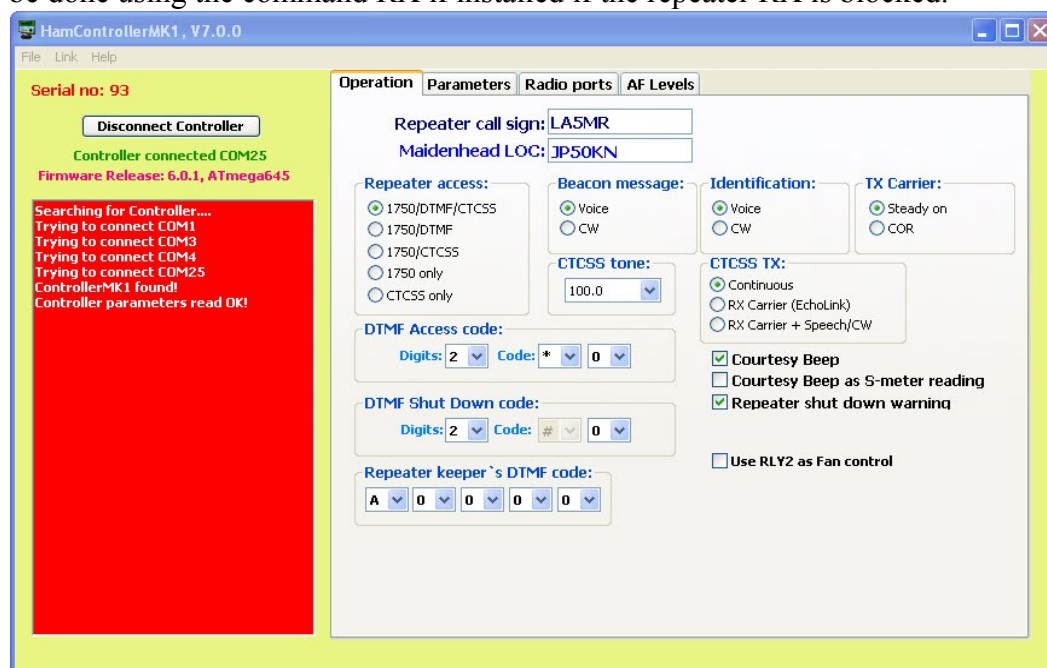 be done using the command RX if installed if the repeater RX is blocked.
HamControllerMK1, V7.0.0
File Link Help
Serial no: 93
Disconnect Controller
Controller connected COM25
Firmware Release: 6.0.1, ATmega645
Searching for Controller....
Trying to connect COM1
Trying to connect COM3
Trying to connect COM4
Trying to connect COM25
ControllerMK1 found!
Controller parameters read OK!
Operation Parameters Radio ports AF Levels
Repeater call sign: LA5MR
Maidenhead LOC: JP50KN
Repeater access:
1750/DTMF/CTCSS
1750/DTMF
1750/CTCSS
1750 only
CTCSS only
Beacon message:
Voice
CW
Identification:
Voice
CW
TX Carrier:
Steady on
COR
CTCSS tone:
100.0
CTCSS TX:
Continuous
RX Carrier (EchoLink)
RX Carrier + Speech/CW
DTMF Access code:
Digits: 2 Code: * 0
Courtesy Beep
Courtesy Beep as S-meter reading
Repeater shut down warning
DTMF Shut Down code:
Digits: 2 Code: # 0
Use RLY2 as Fan control
Repeater keeper`s DTMF code:
A 0 0 0 0